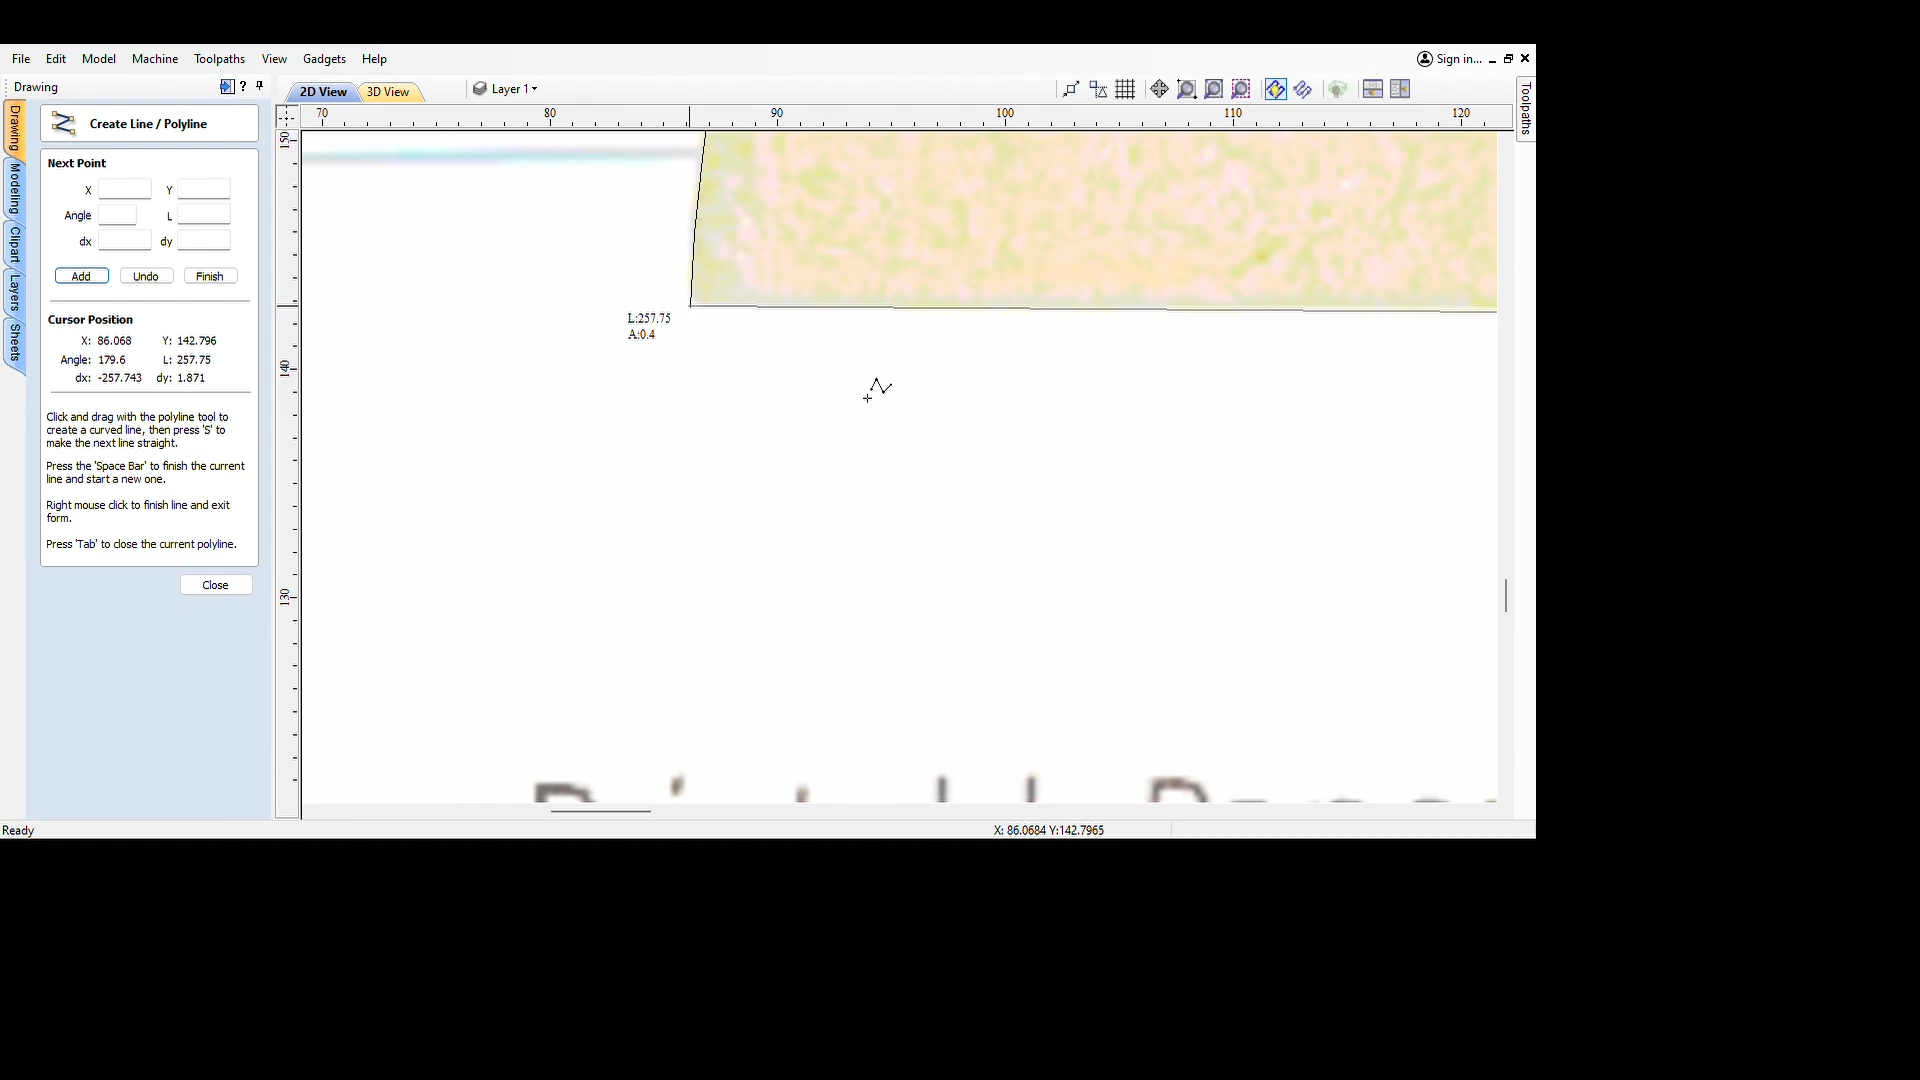 File Edit Model Machine Toolpaths View Gadgets Help
Sign in...
Drawing
?
2D View 3D View
Layer 1
Toolpaths
Drawing
Modeling
Clipart
Layers
Sheets
Create Line / Polyline
Next Point
X Y
Angle L
dx dy
Add Undo Finish
Cursor Position
X: 86.068 Y: 142.796
Angle: 179.6 L: 257.75
dx: -257.743 dy: 1.871
Click and drag with the polyline tool to
create a curved line, then press 'S' to
make the next line straight.
Press the 'Space Bar' to finish the current
line and start a new one.
Right mouse click to finish line and exit
form.
Press 'Tab' to close the current polyline.
Close
70 80 90 100 110 120
150
140
130
L:257.75
A:0.4
Ready
X: 86.0684 Y:142.7965